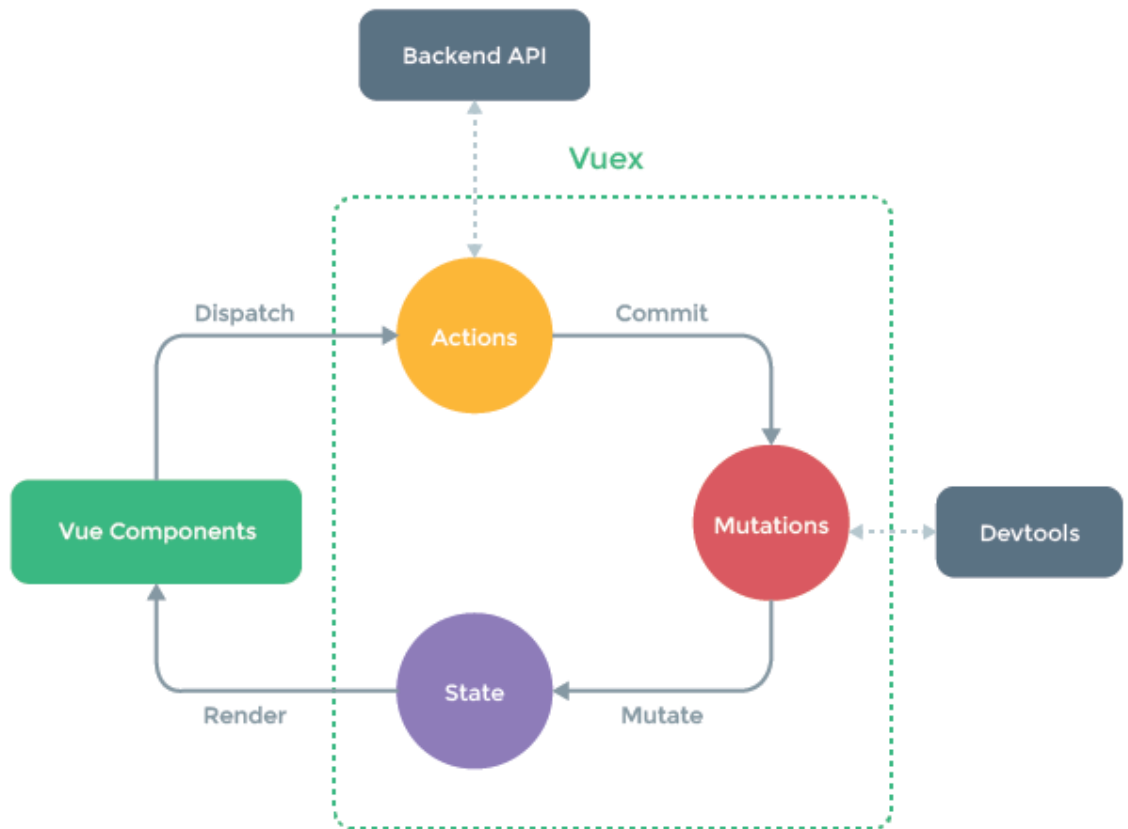 Backend API
Vuex
Dispatch
Commit
Actions
Vue Components
Mutations
Devtools
State
Render
Mutate